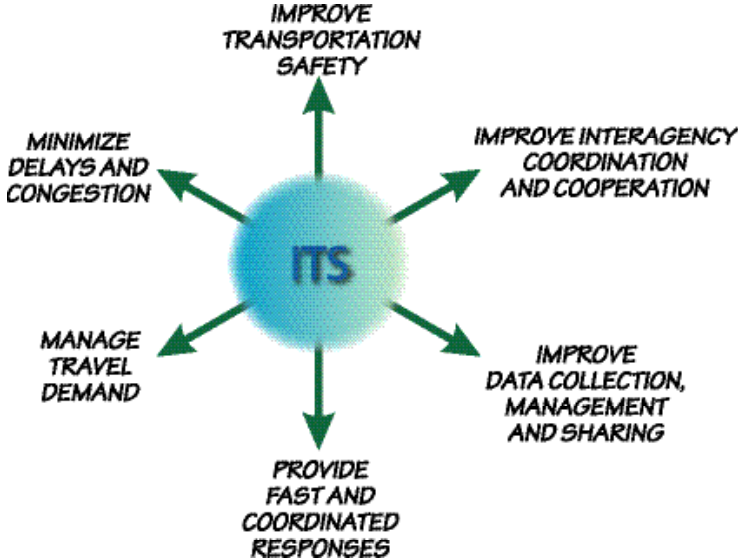 IMPROVE
TRANSPORTATION
SAFETY
MINIMIZE
DELAYS AND
CONGESTION
IMPROVE INTERAGENCY
COORDINATION
AND COOPERATION
ITS
MANAGE
TRAVEL
DEMAND
IMPROVE
DATA COLLECTION,
MANAGEMENT
AND SHARING
PROVIDE
FAST AND
COORDINATED
RESPONSES